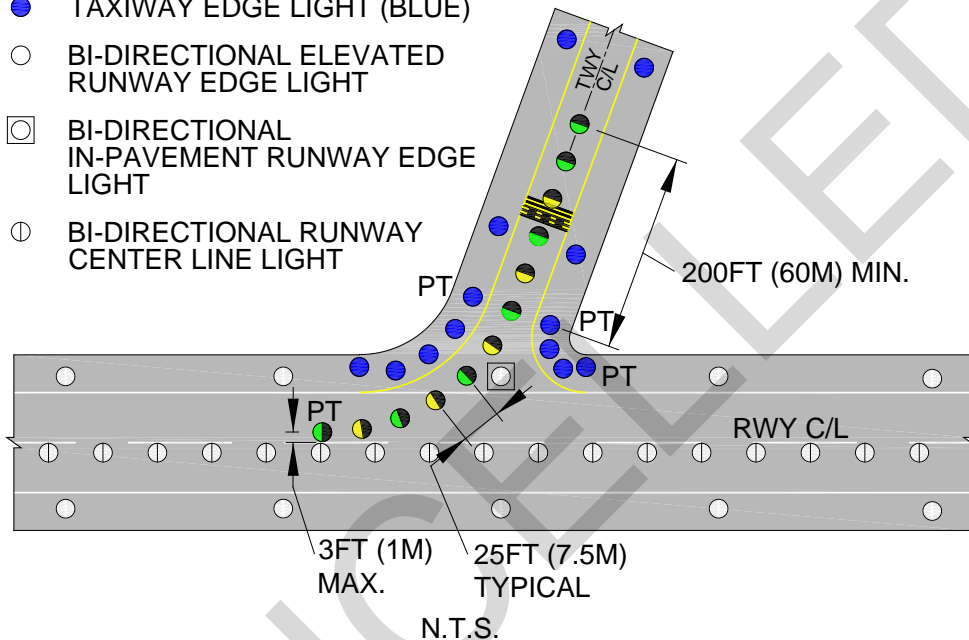 TAXIWAY EDGE LIGHT (BLUE)
BI-DIRECTIONAL ELEVATED
RUNWAY EDGE LIGHT
BI-DIRECTIONAL
IN-PAVEMENT RUNWAY EDGE
LIGHT
BI-DIRECTIONAL RUNWAY
CENTER LINE LIGHT
TWY
C/L
200FT (60M) MIN.
PT
PT
PT
PT
RWY C/L
3FT (1M)
MAX.
25FT (7.5M)
TYPICAL
N.T.S.